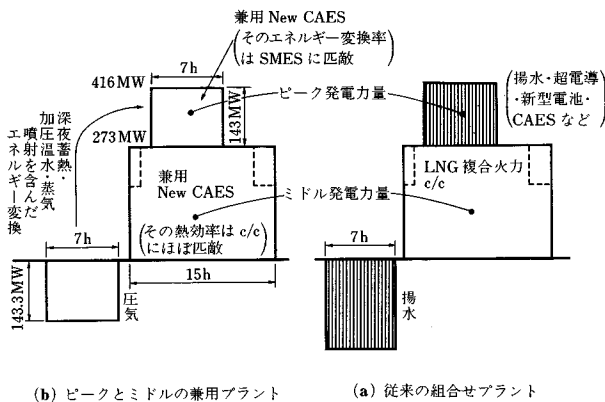 兼用 New CAES
(そのエネルギー変換率
は SMES に匹敵)
7h
416MW
143MW
ピーク発電力量
(揚水・超電導
・新型電池・
CAES など)
273MW
深夜蓄熱・
加圧温水・蒸気
噴射を含んだ
エネルギー変換
兼用
New CAES
LNG 複合火力
c/c
ミドル発電力量
(その熱効率は c/c
にほぼ匹敵)
7h
7h
143.3MW
圧気
15h
揚水
(b) ピークとミドルの兼用プラント
(a) 従来の組合せプラント